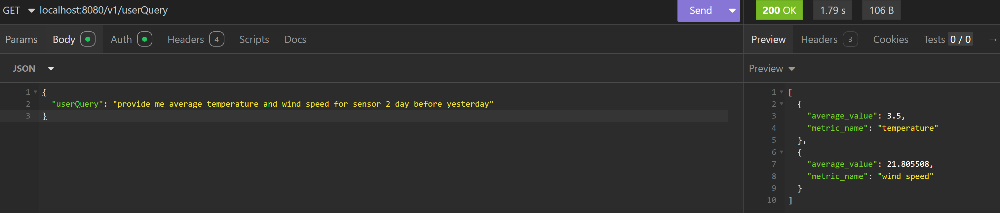 GET localhost:8080/v1/userQuery Send
200 OK 1.79 s 106 B
Params Body Auth Headers 4 Scripts Docs
Preview Headers 3 Cookies Tests 0 / 0 →
JSON
Preview
1 {
2 "userQuery": "provide me average temperature and wind speed for sensor 2 day before yesterday"
3 }
1 [
2 {
3 "average_value": 3.5,
4 "metric_name": "temperature"
5 },
6 {
7 "average_value": 21.805508,
8 "metric_name": "wind speed"
9 }
10 ]